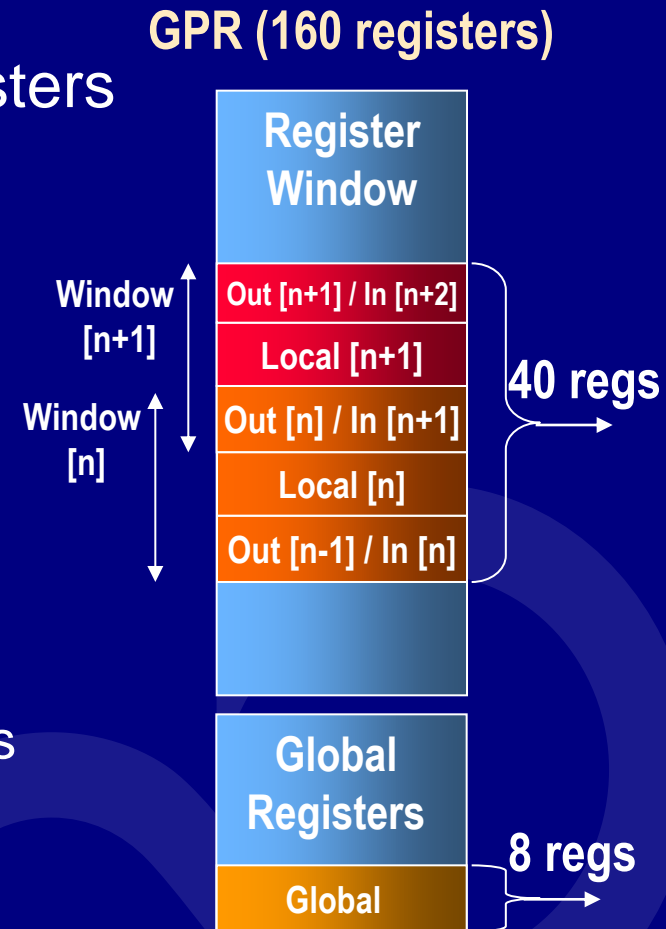 GPR (160 registers)
Register
Window
Window
[n+1]
Out [n+1] / In [n+2]
Local [n+1]
40 regs
Window
[n]
Out [n] / In [n+1]
Local [n]
Out [n-1] / In [n]
Global
Registers
8 regs
Global